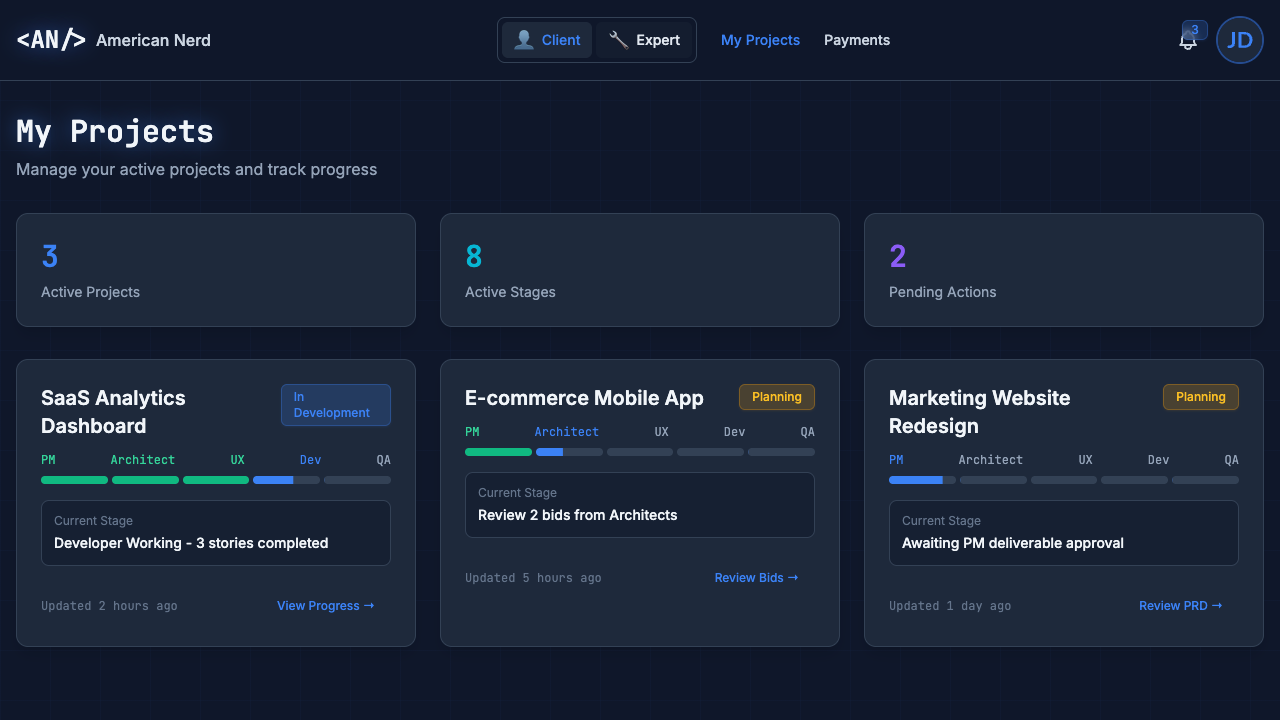 <AN/> American Nerd
👤 Client
🔧 Expert
My Projects
Payments
3
JD
My Projects
Manage your active projects and track progress
3
Active Projects
8
Active Stages
2
Pending Actions
SaaS Analytics
Dashboard
In
Development
PM Architect UX Dev QA
Current Stage
Developer Working - 3 stories completed
Updated 2 hours ago
View Progress →
E-commerce Mobile App
Planning
PM Architect UX Dev QA
Current Stage
Review 2 bids from Architects
Updated 5 hours ago
Review Bids →
Marketing Website
Redesign
Planning
PM Architect UX Dev QA
Current Stage
Awaiting PM deliverable approval
Updated 1 day ago
Review PRD →